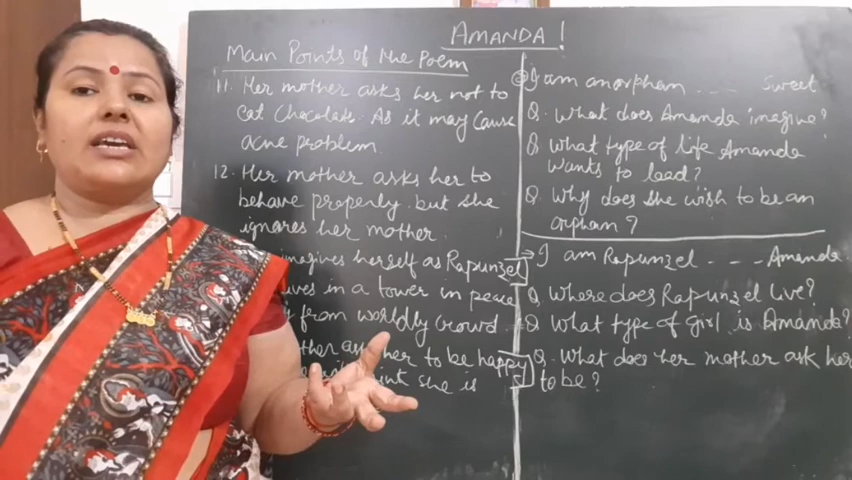 AMANDA!
Main Points of the Poem
11. Her mother asks her not to
eat Chocolate. As it may cause
acne problem.
12. Her mother asks her to
behave properly. but she
ignores her mother.
imagines herself as Rapunzel
lives in a tower in peace
from worldly crowd.
her to be happy
she is
I am an orphan --- Sweet
Q. What does Amanda imagine?
Q. What type of life Amanda
wants to lead?
Q. Why does she wish to be an
orphan?
I am Rapunzel --- Amanda
Q. Where does Rapunzel live?
Q. What type of girl is Amanda?
Q. What does her mother ask her
to be?